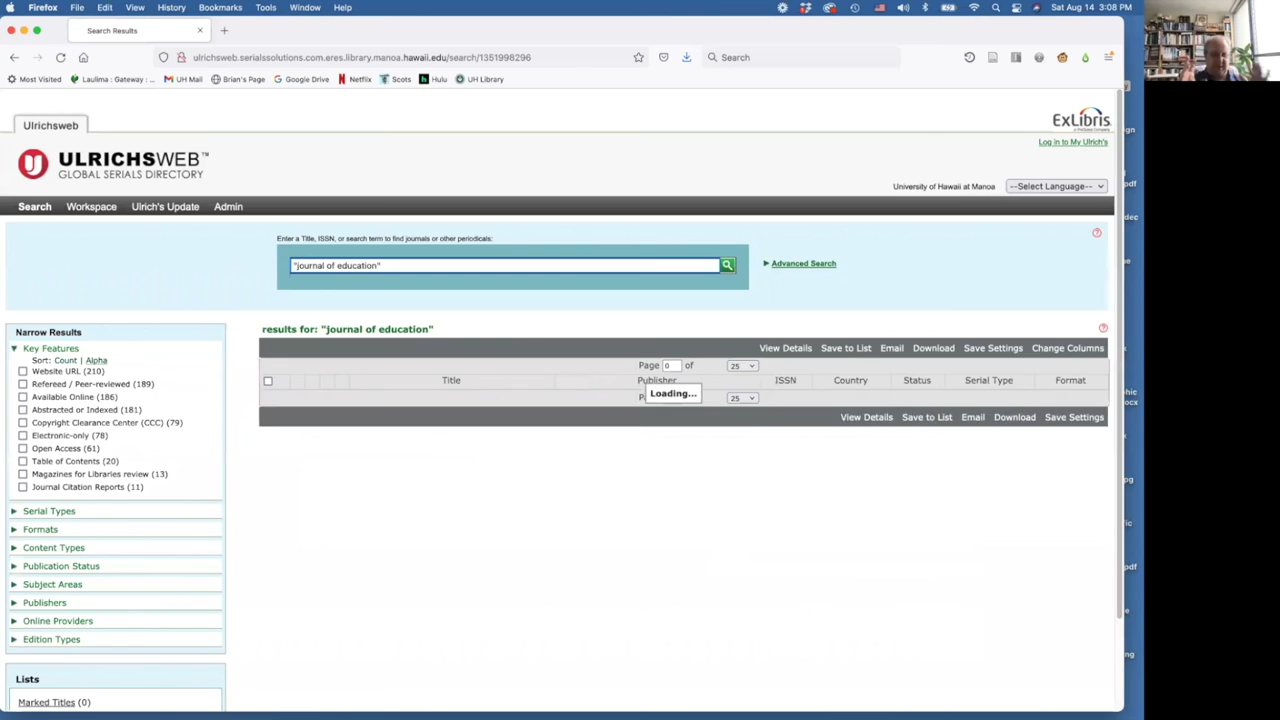 Firefox File Edit View History Bookmarks Tools Window Help Sat Aug 14 3:08 PM
Search Results
ulrichsweb.serialssolutions.com.eres.library.manoa.hawaii.edu/search/1351998296
Search
Most Visited Laulima : Gateway : ... UH Mail Brian's Page Google Drive Netflix Scots Hulu UH Library
Ulrichsweb
ExLibris
Log in to My Ulrich's
ULRICHSWEB™
GLOBAL SERIALS DIRECTORY
University of Hawaii at Manoa --Select Language--
Search Workspace Ulrich's Update Admin
Enter a Title, ISSN, or search term to find journals or other periodicals:
"journal of education"
Advanced Search
Narrow Results
Key Features
Sort: Count | Alpha
Website URL (210)
Refereed / Peer-reviewed (189)
Available Online (186)
Abstracted or Indexed (181)
Copyright Clearance Center (CCC) (79)
Electronic-only (78)
Open Access (61)
Table of Contents (20)
Magazines for Libraries review (13)
Journal Citation Reports (11)
Serial Types
Formats
Content Types
Publication Status
Subject Areas
Publishers
Online Providers
Edition Types
Lists
Marked Titles (0)
results for: "journal of education"
View Details Save to List Email Download Save Settings Change Columns
Page 0 of 25
Title Publisher ISSN Country Status Serial Type Format
Loading...
25
View Details Save to List Email Download Save Settings
gn
pdf
dec
pdf